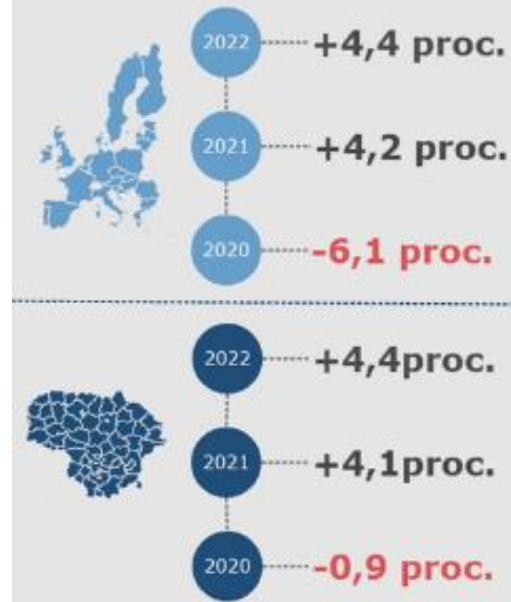 2022 +4,4 proc.
2021 +4,2 proc.
2020 -6,1 proc.
2022 +4,4proc.
2021 +4,1proc.
2020 -0,9 proc.